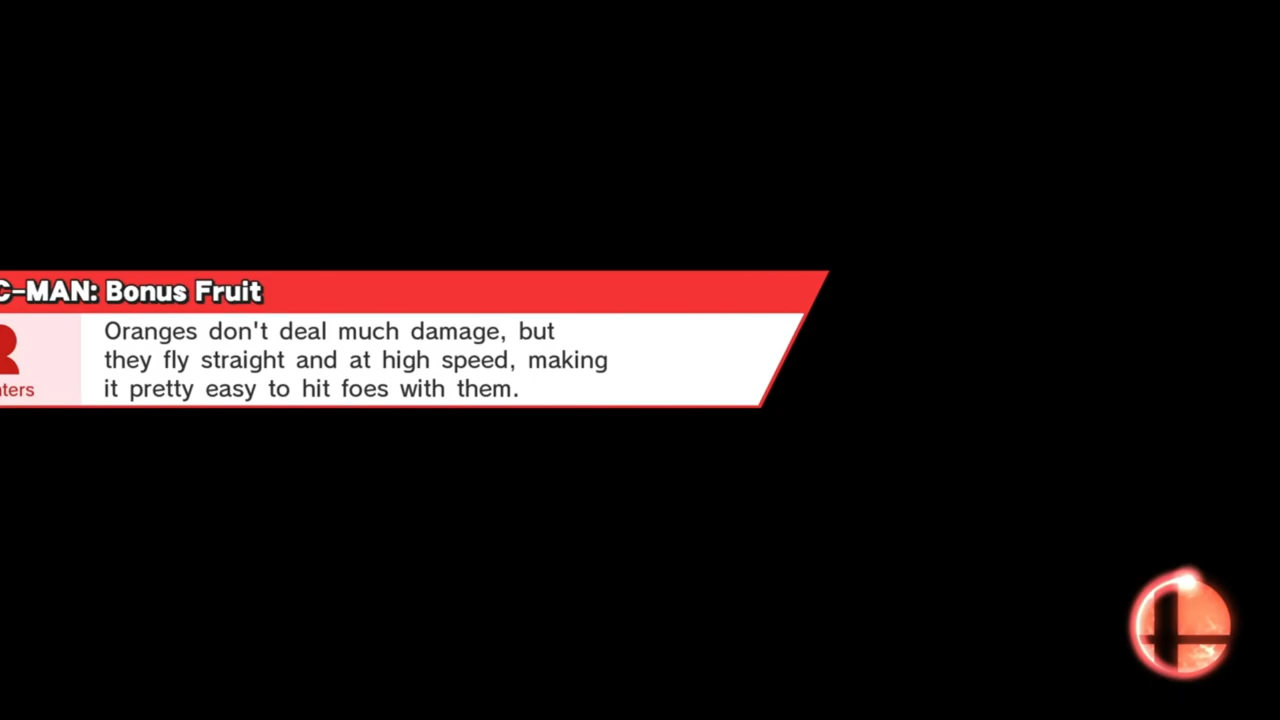 C-MAN: Bonus Fruit
Oranges don't deal much damage, but
they fly straight and at high speed, making
it pretty easy to hit foes with them.